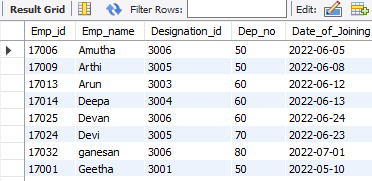 Result Grid Filter Rows: Edit:
Emp_id Emp_name Designation_id Dep_no Date_of_Joining
17006 Amutha 3006 50 2022-06-05
17009 Arthi 3005 50 2022-06-08
17013 Arun 3003 60 2022-06-12
17014 Deepa 3004 60 2022-06-13
17025 Devan 3006 60 2022-06-24
17024 Devi 3005 70 2022-06-23
17032 ganesan 3006 80 2022-07-01
17001 Geetha 3001 50 2022-05-10